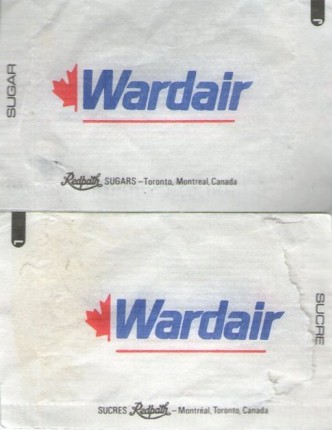 SUGAR
Wardair
Redpath SUGARS – Toronto, Montreal, Canada
Wardair
SUCRE
SUCRES Redpath – Montréal, Toronto, Canada